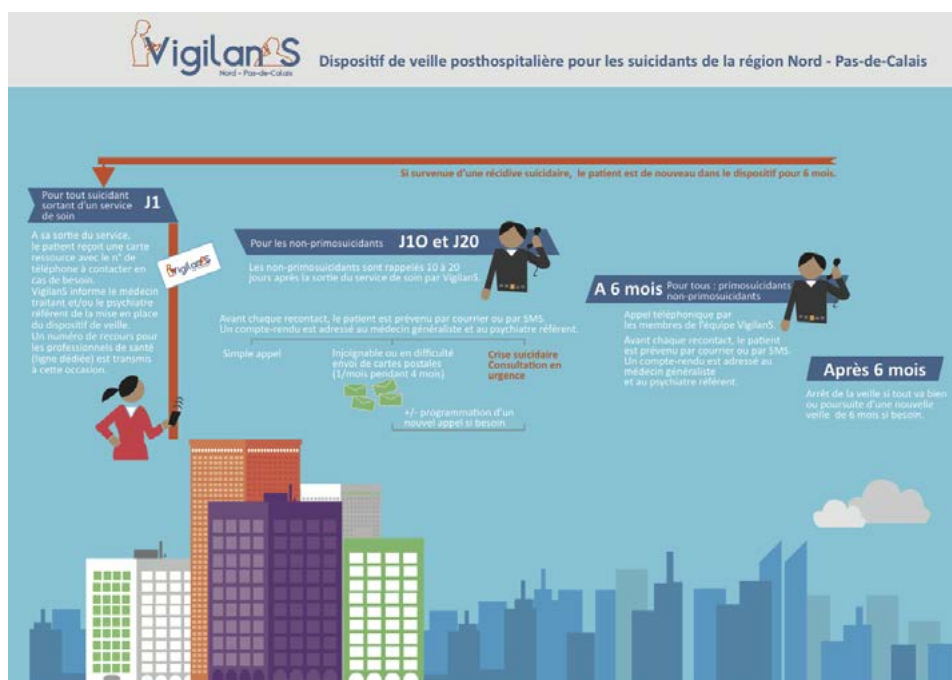 VigilanS
Nord - Pas-de-Calais
Dispositif de veille posthospitalière pour les suicidants de la région Nord - Pas-de-Calais
Si survenue d'une récidive suicidaire, le patient est de nouveau dans le dispositif pour 6 mois.
Pour tout suicidant
sortant d'un service
de soin
J1
A sa sortie du service,
le patient reçoit une carte
ressource avec le n° de
téléphone à contacter en
cas de besoin.
VigilanS informe le médecin
traitant et/ou le psychiatre
référent de la mise en place
du dispositif de veille.
Un numéro de recours pour
les professionnels de santé
(ligne dédiée) est transmis
à cette occasion.
VigilanS
Pour les non-primosuicidants J10 et J20
Les non-primosuicidants sont rappelés 10 à 20
jours après la sortie du service de soin par VigilanS.
Avant chaque recontact, le patient est prévenu par courrier ou par SMS.
Un compte-rendu est adressé au médecin généraliste et au psychiatre référent.
Simple appel
Injoignable ou en difficulté
envoi de cartes postales
(1/mois pendant 4 mois)
Crise suicidaire
Consultation en
urgence
+/- programmation d'un
nouvel appel si besoin
A 6 mois
Pour tous : primosuicidants
non-primosuicidants
Appel téléphonique par
les membres de l'équipe VigilanS.
Avant chaque recontact, le patient
est prévenu par courrier ou par SMS.
Un compte-rendu est adressé au
médecin généraliste
et au psychiatre référent.
Après 6 mois
Arrêt de la veille si tout va bien
ou poursuite d'une nouvelle
veille de 6 mois si besoin.